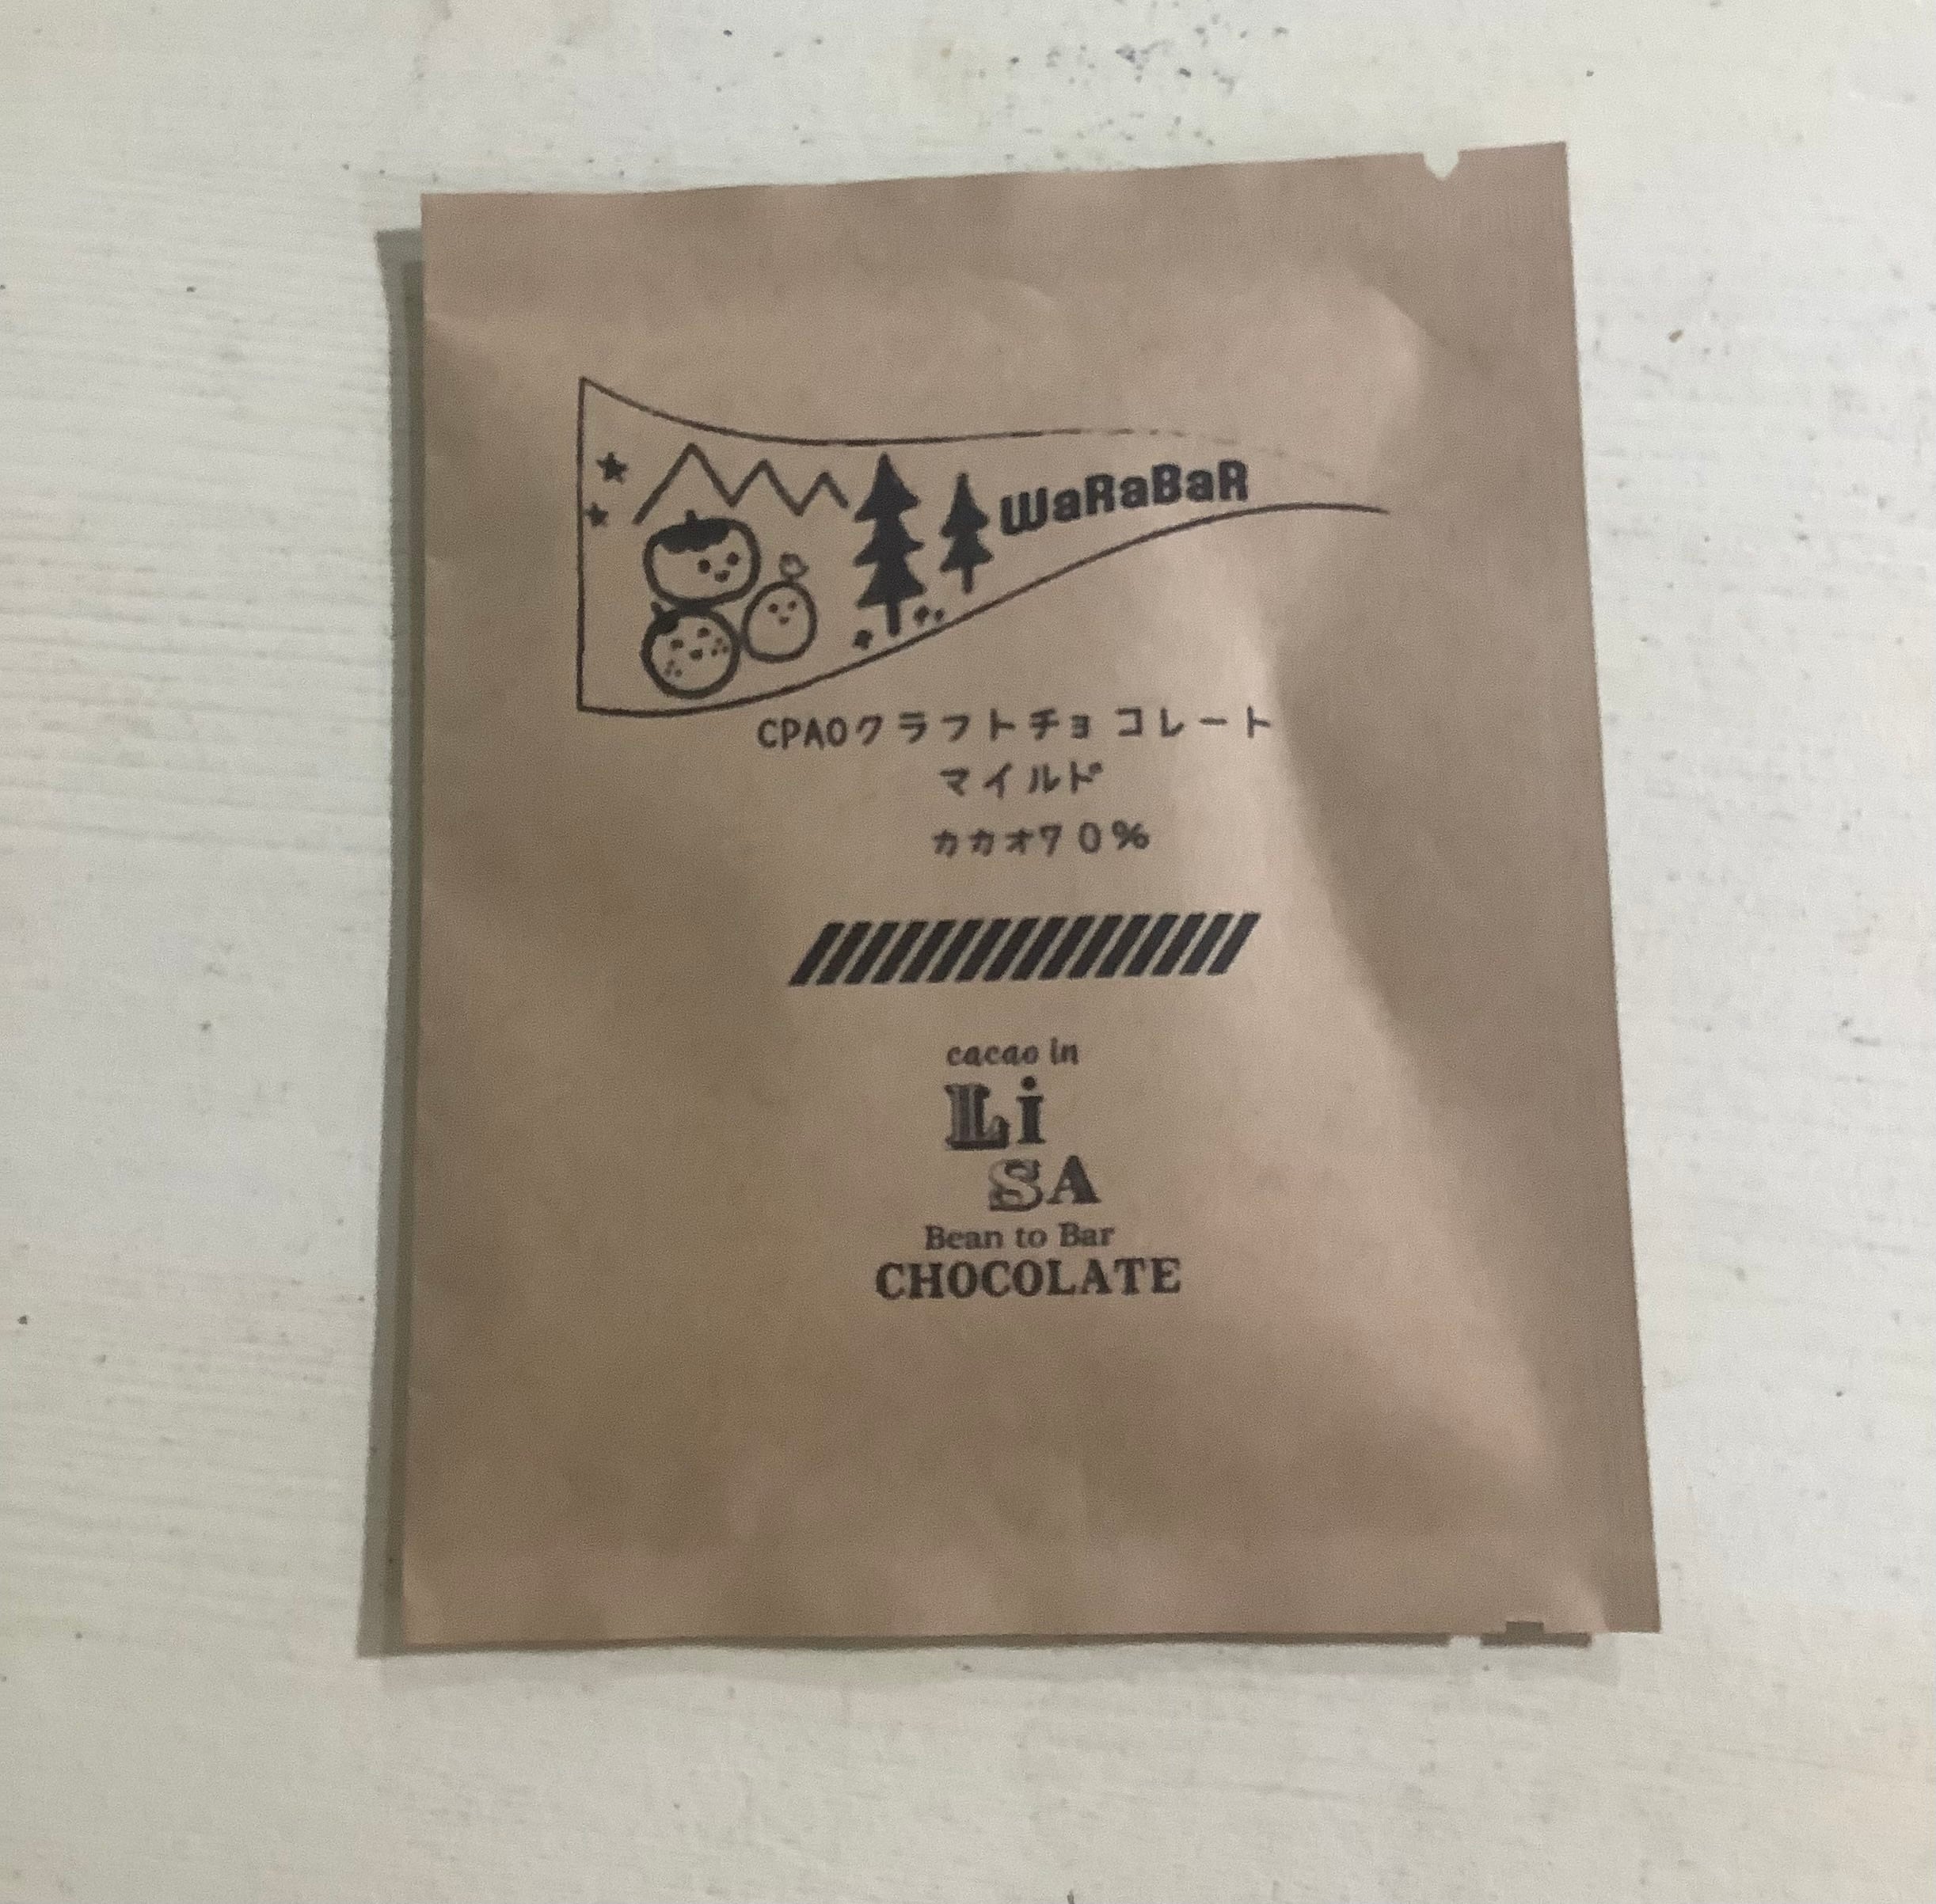 WaRaBaR
CPAOクラフトチョコレート
マイルド
カカオ70%
cacao in
Li
SA
Bean to Bar
CHOCOLATE